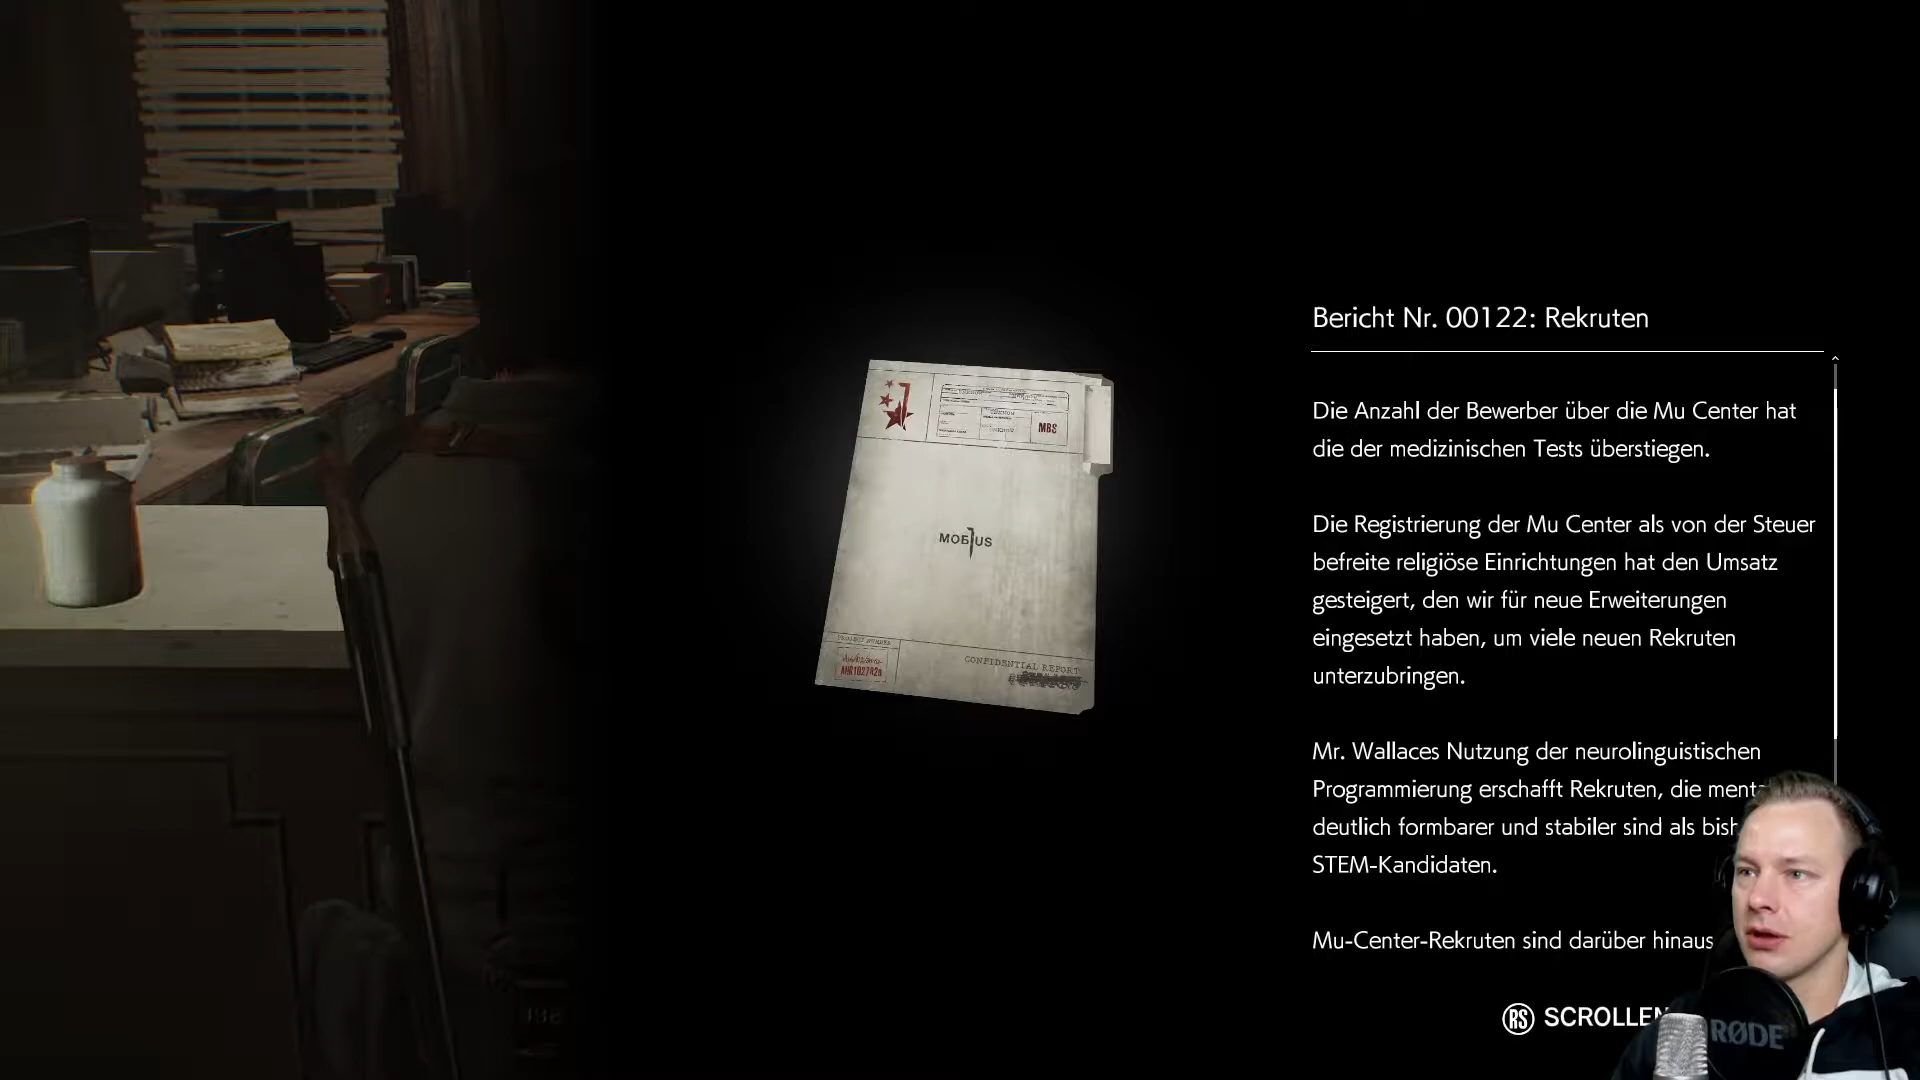 Bericht Nr. 00122: Rekruten
Die Anzahl der Bewerber über die Mu Center hat
die der medizinischen Tests überstiegen.
Die Registrierung der Mu Center als von der Steuer
befreite religiöse Einrichtungen hat den Umsatz
gesteigert, den wir für neue Erweiterungen
eingesetzt haben, um viele neuen Rekruten
unterzubringen.
Mr. Wallaces Nutzung der neurolinguistischen
Programmierung erschafft Rekruten, die
deutlich formbarer und stabiler sind als
STEM-Kandidaten.
Mu-Center-Rekruten sind darüber hinaus
RS SCROLLEN
MBS
MOBIUS
PROJECT NUMBER
CONFIDENTIAL REPORT
RØDE